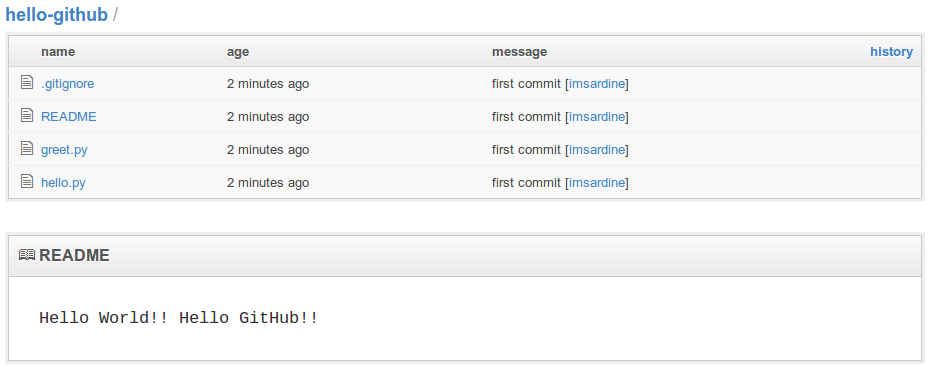 hello-github /
name age message history
.gitignore 2 minutes ago first commit [imsardine]
README 2 minutes ago first commit [imsardine]
greet.py 2 minutes ago first commit [imsardine]
hello.py 2 minutes ago first commit [imsardine]
README
Hello World!! Hello GitHub!!